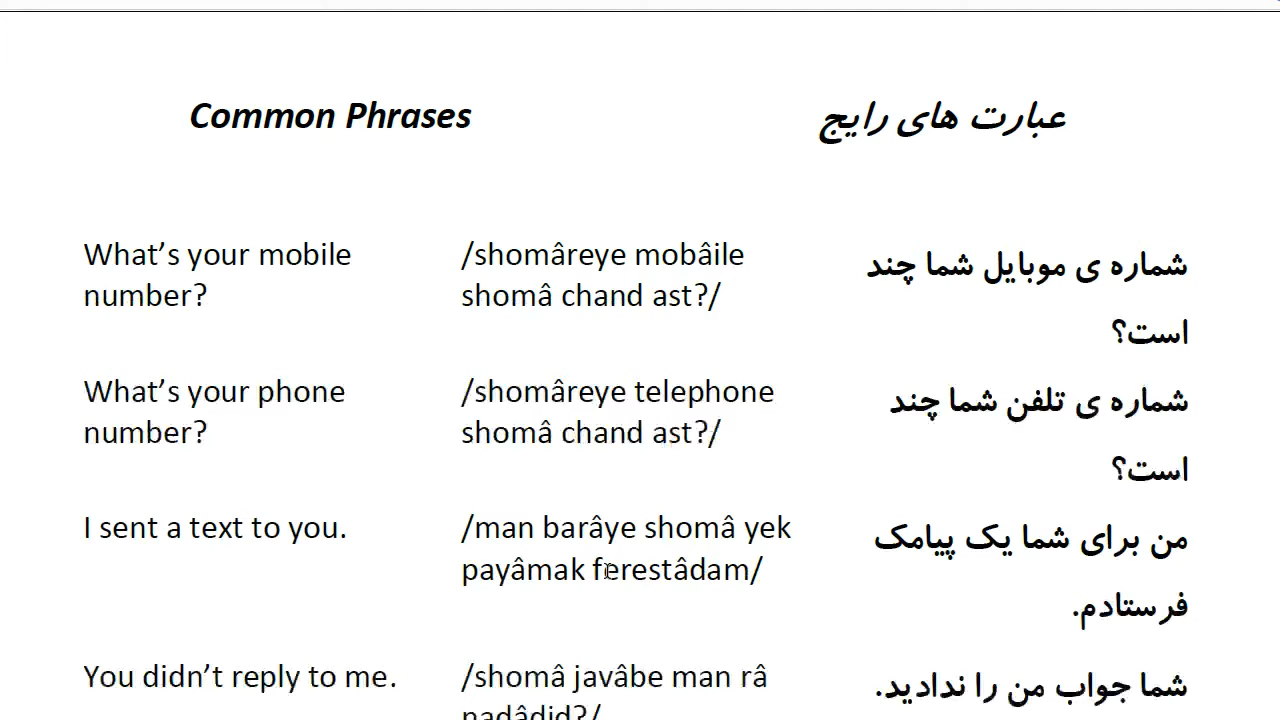 Common Phrases
عبارت های رایج
What's your mobile
number?
/shomâreye mobâile
shomâ chand ast?/
شماره ی موبایل شما چند
است؟
What's your phone
number?
/shomâreye telephone
shomâ chand ast?/
شماره ی تلفن شما چند
است؟
I sent a text to you.
/man barâye shomâ yek
payâmak ferestâdam/
من برای شما یک پیامک
فرستادم.
You didn't reply to me.
/shomâ javâbe man râ
nadâdid?/
شما جواب من را ندادید.